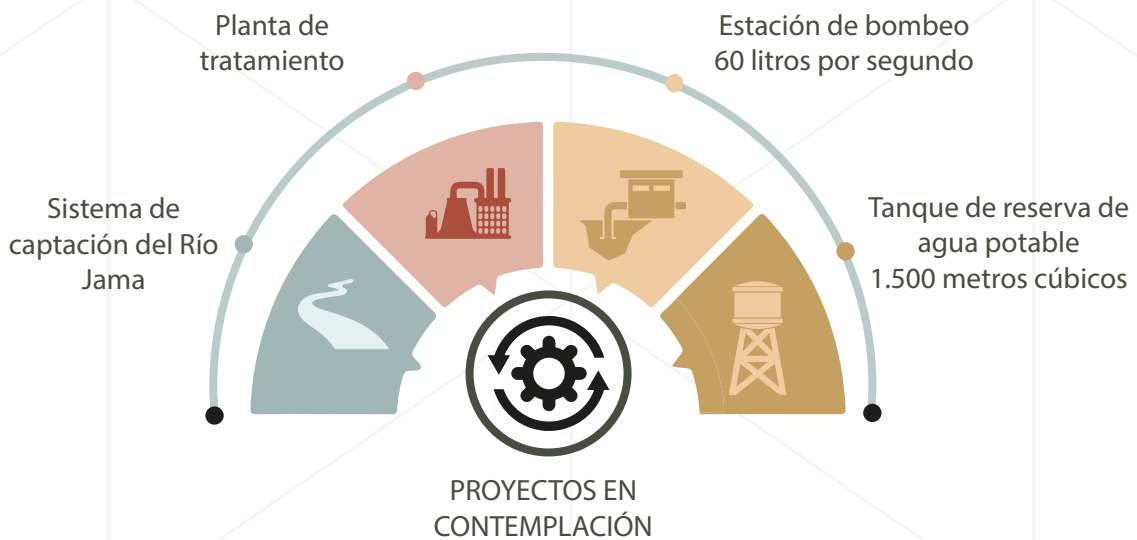 Sistema de
captación del Río
Jama
Planta de
tratamiento
Estación de bombeo
60 litros por segundo
Tanque de reserva de
agua potable
1.500 metros cúbicos
PROYECTOS EN
CONTEMPLACIÓN